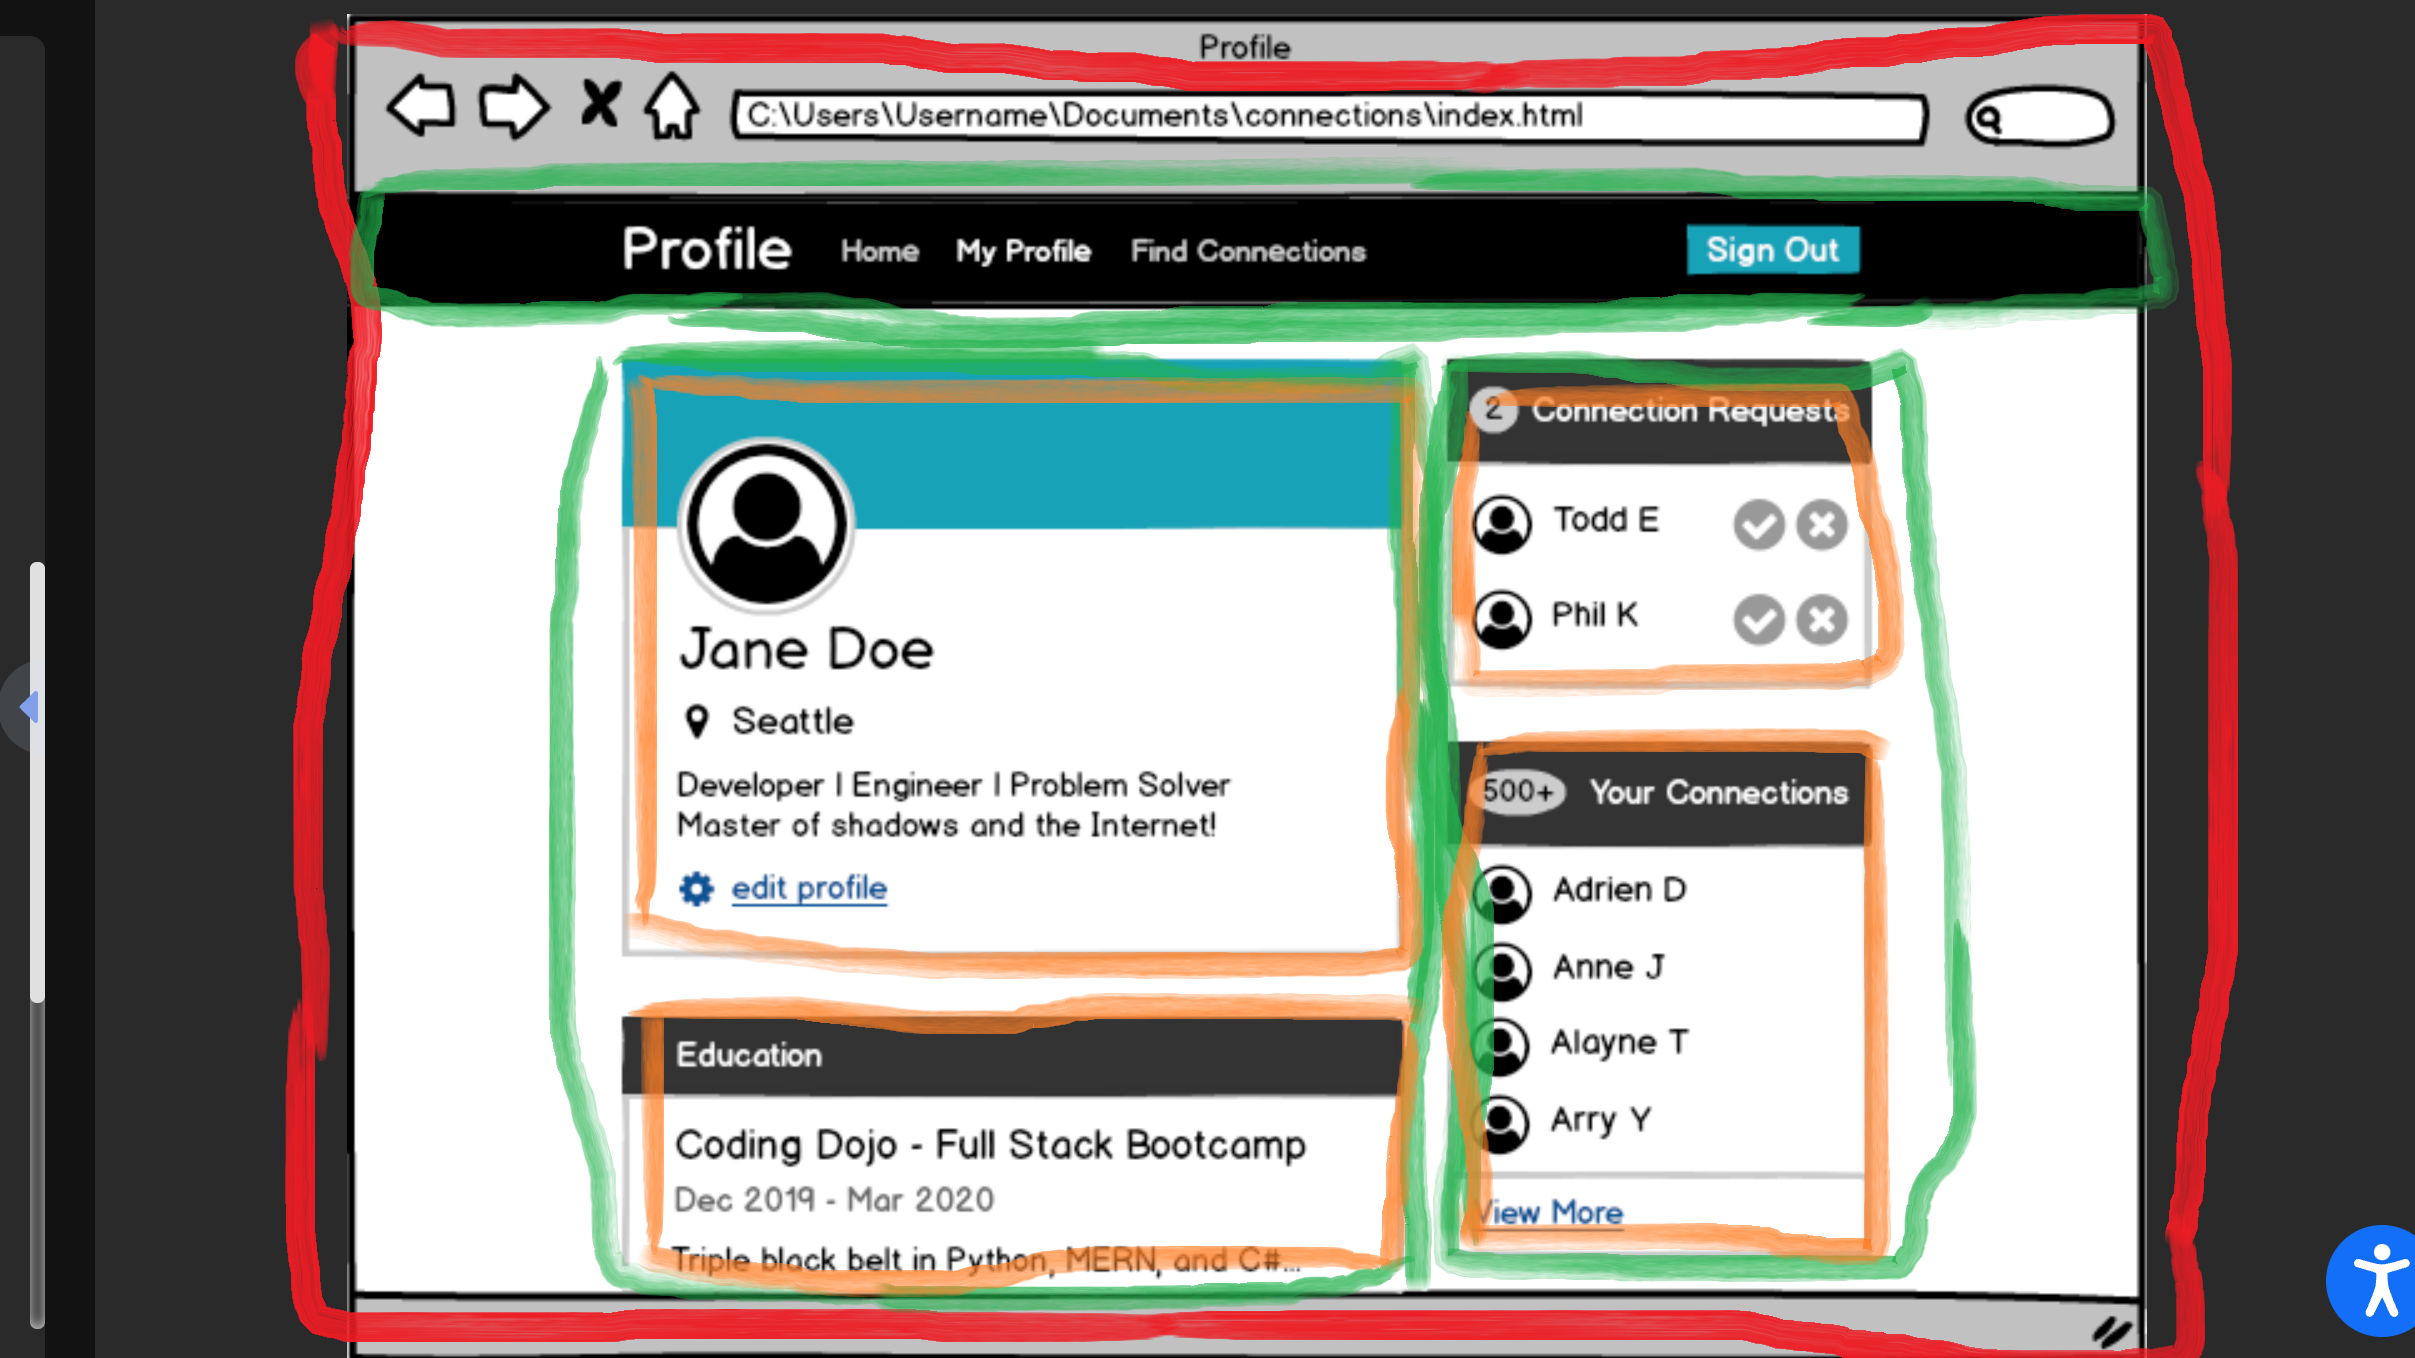 Profile
C:\Users\Username\Documents\connections\index.html
Profile Home My Profile Find Connections Sign Out
Jane Doe
Seattle
Developer | Engineer | Problem Solver
Master of shadows and the Internet!
edit profile
Education
Coding Dojo - Full Stack Bootcamp
Dec 2019 - Mar 2020
Triple black belt in Python, MERN, and C#...
2 Connection Requests
Todd E
Phil K
500+ Your Connections
Adrien D
Anne J
Alayne T
Arry Y
View More